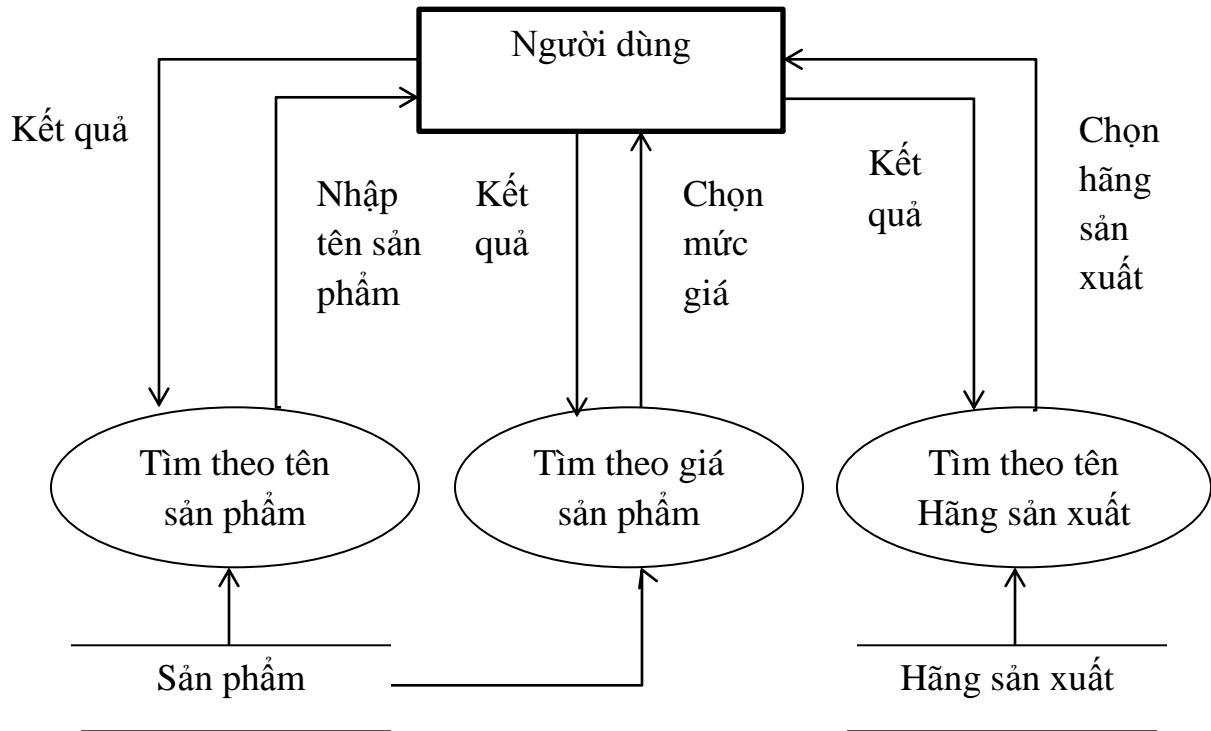 Người dùng
Kết quả
Nhập
tên sản
phẩm
Kết
quả
Chọn
mức
giá
Kết
quả
Chọn
hãng
sản
xuất
Tìm theo tên
sản phẩm
Tìm theo giá
sản phẩm
Tìm theo tên
Hãng sản xuất
Sản phẩm
Hãng sản xuất